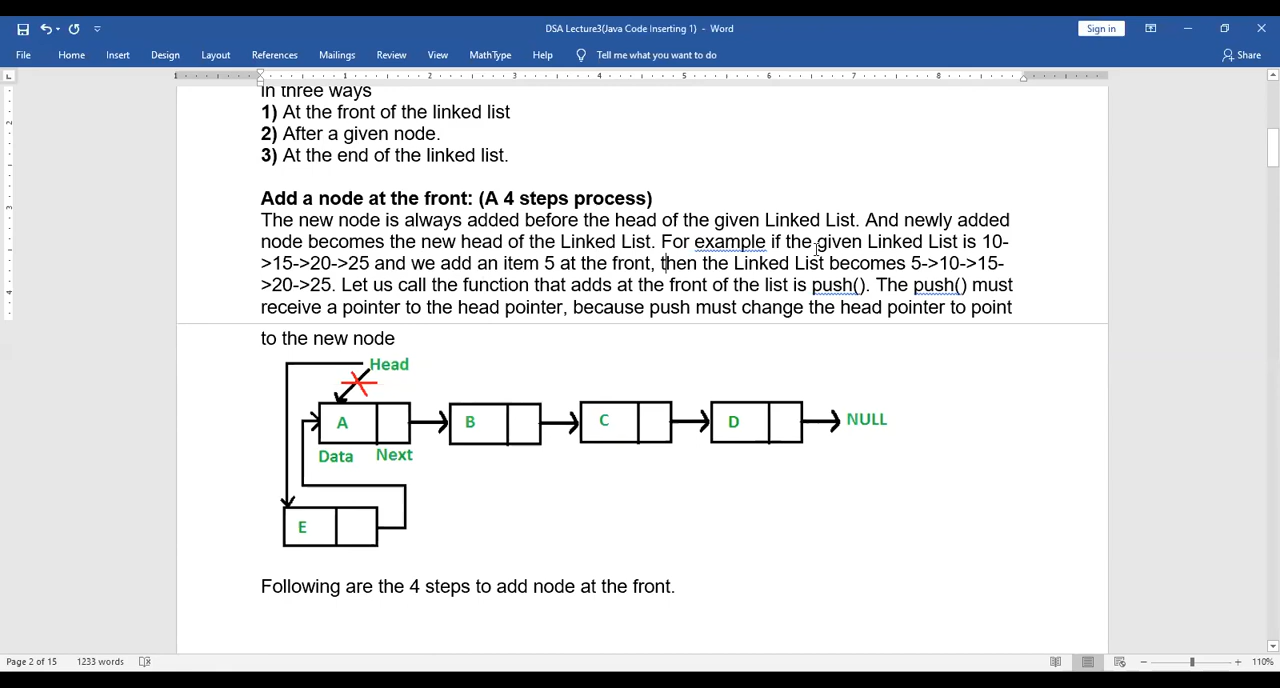 DSA Lecture3(Java Code Inserting 1) - Word
Sign in
File Home Insert Design Layout References Mailings Review View MathType Help Tell me what you want to do Share
1 1 2 3 4 5 6 7 8
in three ways
1) At the front of the linked list
2) After a given node.
3) At the end of the linked list.
Add a node at the front: (A 4 steps process)
The new node is always added before the head of the given Linked List. And newly added
node becomes the new head of the Linked List. For example if the given Linked List is 10-
>15->20->25 and we add an item 5 at the front, then the Linked List becomes 5->10->15-
>20->25. Let us call the function that adds at the front of the list is push(). The push() must
receive a pointer to the head pointer, because push must change the head pointer to point
to the new node
Head
A B C D NULL
Data Next
E
Following are the 4 steps to add node at the front.
Page 2 of 15 1233 words 110%